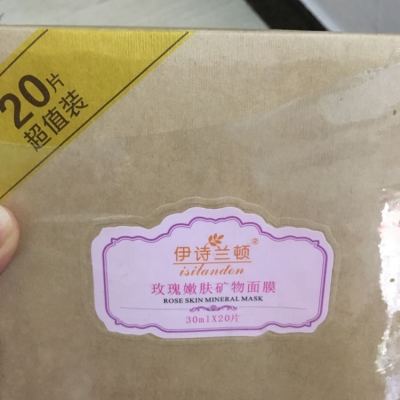 20片
超值装
伊诗兰顿®
isilandon
玫瑰嫩肤矿物面膜
ROSE SKIN MINERAL MASK
30ml X 20片